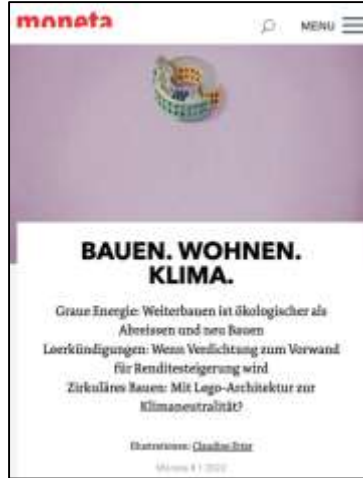 moneta
MENU
BAUEN. WOHNEN.
KLIMA.
Graue Energie: Weiterbauen ist ökologischer als
Abreissen und neu Bauen
Leerkündigungen: Wenn Verdichtung zum Vorwand
für Renditesteigerung wird
Zirkuläres Bauen: Mit Lego-Architektur zur
Klimaneutralität?
Illustrationen: Claudine Etter